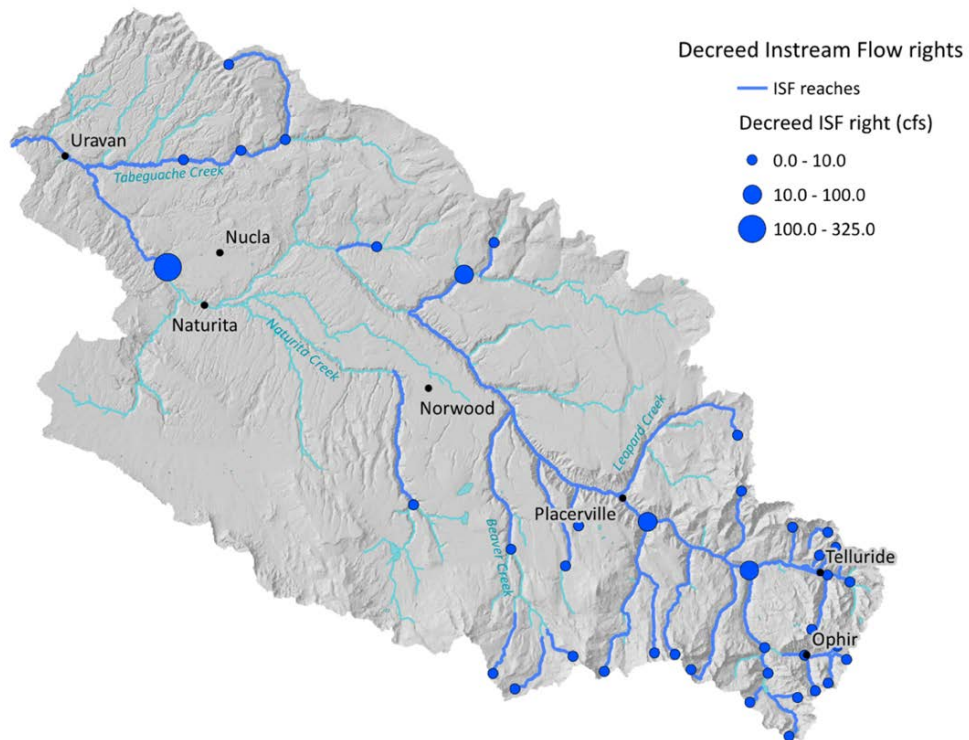 Decreed Instream Flow rights
ISF reaches
Decreed ISF right (cfs)
0.0 - 10.0
10.0 - 100.0
100.0 - 325.0
Uravan
Tabeguache Creek
Nucla
Naturita
Naturita Creek
Norwood
Leopard Creek
Placerville
Beaver Creek
Telluride
Ophir